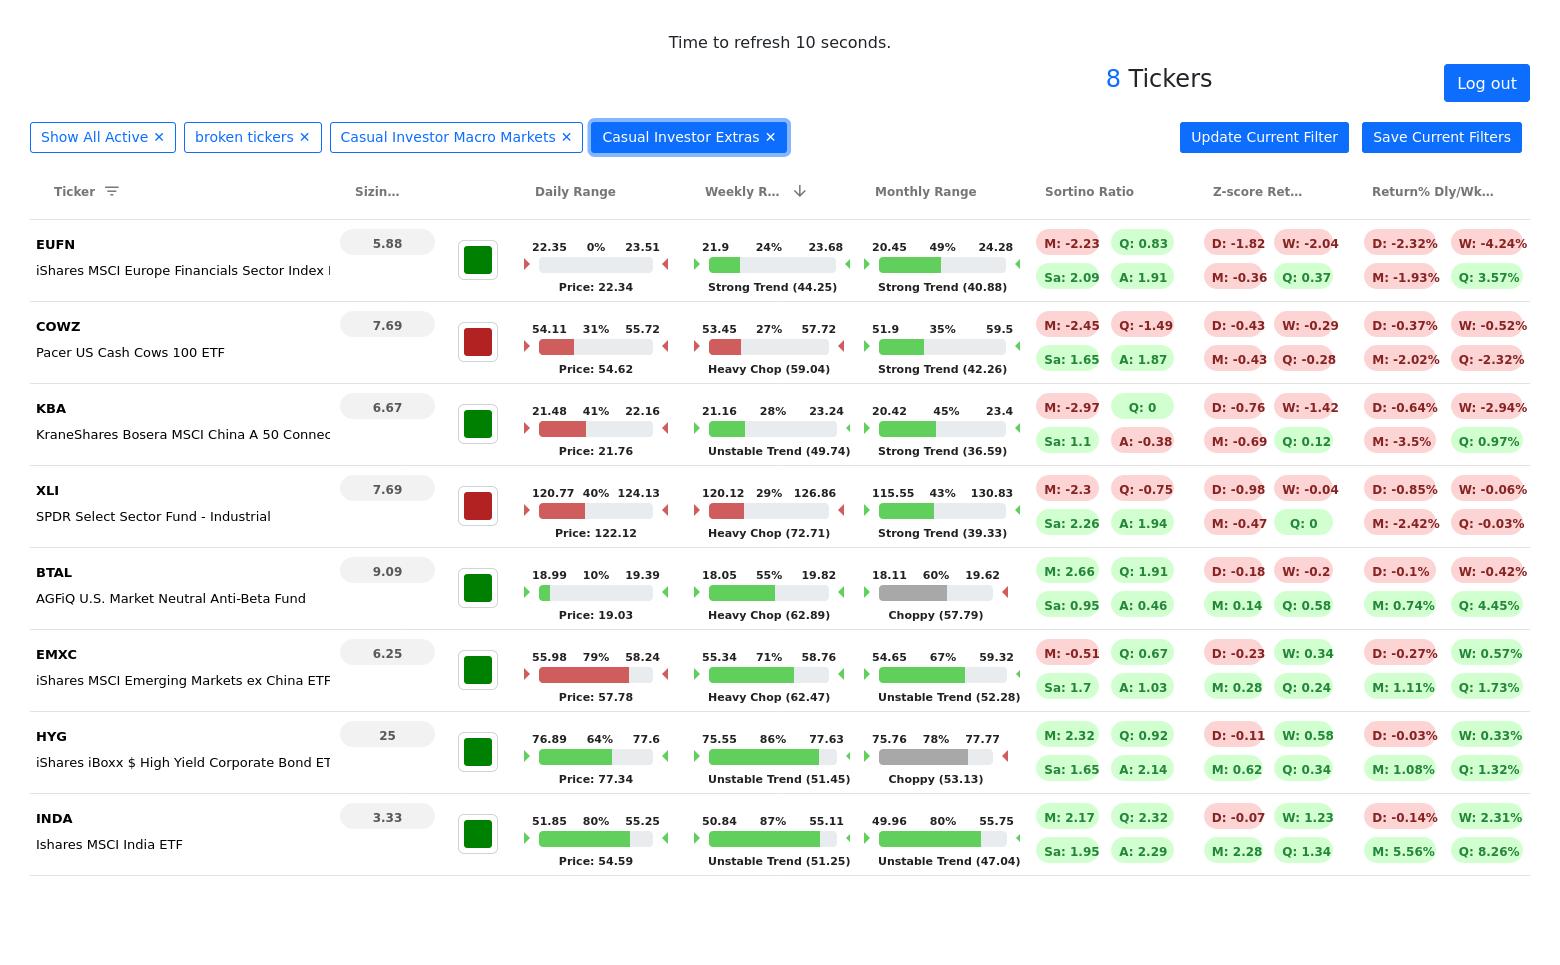 Time to refresh 10 seconds.
8 Tickers
Log out
Show All Active ✕ broken tickers ✕ Casual Investor Macro Markets ✕ Casual Investor Extras ✕ Update Current Filter Save Current Filters
Ticker Sizin... Daily Range Weekly R... Monthly Range Sortino Ratio Z-score Ret... Return% Dly/Wk...
EUFN 5.88 22.35 0% 23.51 21.9 24% 23.68 20.45 49% 24.28 M: -2.23 Q: 0.83 D: -1.82 W: -2.04 D: -2.32% W: -4.24%
iShares MSCI Europe Financials Sector Index Sa: 2.09 A: 1.91 M: -0.36 Q: 0.37 M: -1.93% Q: 3.57%
Price: 22.34 Strong Trend (44.25) Strong Trend (40.88)
COWZ 7.69 54.11 31% 55.72 53.45 27% 57.72 51.9 35% 59.5 M: -2.45 Q: -1.49 D: -0.43 W: -0.29 D: -0.37% W: -0.52%
Pacer US Cash Cows 100 ETF Sa: 1.65 A: 1.87 M: -0.43 Q: -0.28 M: -2.02% Q: -2.32%
Price: 54.62 Heavy Chop (59.04) Strong Trend (42.26)
KBA 6.67 21.48 41% 22.16 21.16 28% 23.24 20.42 45% 23.4 M: -2.97 Q: 0 D: -0.76 W: -1.42 D: -0.64% W: -2.94%
KraneShares Bosera MSCI China A 50 Connec Sa: 1.1 A: -0.38 M: -0.69 Q: 0.12 M: -3.5% Q: 0.97%
Price: 21.76 Unstable Trend (49.74) Strong Trend (36.59)
XLI 7.69 120.77 40% 124.13 120.12 29% 126.86 115.55 43% 130.83 M: -2.3 Q: -0.75 D: -0.98 W: -0.04 D: -0.85% W: -0.06%
SPDR Select Sector Fund - Industrial Sa: 2.26 A: 1.94 M: -0.47 Q: 0 M: -2.42% Q: -0.03%
Price: 122.12 Heavy Chop (72.71) Strong Trend (39.33)
BTAL 9.09 18.99 10% 19.39 18.05 55% 19.82 18.11 60% 19.62 M: 2.66 Q: 1.91 D: -0.18 W: -0.2 D: -0.1% W: -0.42%
AGFiQ U.S. Market Neutral Anti-Beta Fund Sa: 0.95 A: 0.46 M: 0.14 Q: 0.58 M: 0.74% Q: 4.45%
Price: 19.03 Heavy Chop (62.89) Choppy (57.79)
EMXC 6.25 55.98 79% 58.24 55.34 71% 58.76 54.65 67% 59.32 M: -0.51 Q: 0.67 D: -0.23 W: 0.34 D: -0.27% W: 0.57%
iShares MSCI Emerging Markets ex China ETF Sa: 1.7 A: 1.03 M: 0.28 Q: 0.24 M: 1.11% Q: 1.73%
Price: 57.78 Heavy Chop (62.47) Unstable Trend (52.28)
HYG 25 76.89 64% 77.6 75.55 86% 77.63 75.76 78% 77.77 M: 2.32 Q: 0.92 D: -0.11 W: 0.58 D: -0.03% W: 0.33%
iShares iBoxx $ High Yield Corporate Bond ET Sa: 1.65 A: 2.14 M: 0.62 Q: 0.34 M: 1.08% Q: 1.32%
Price: 77.34 Unstable Trend (51.45) Choppy (53.13)
INDA 3.33 51.85 80% 55.25 50.84 87% 55.11 49.96 80% 55.75 M: 2.17 Q: 2.32 D: -0.07 W: 1.23 D: -0.14% W: 2.31%
Ishares MSCI India ETF Sa: 1.95 A: 2.29 M: 2.28 Q: 1.34 M: 5.56% Q: 8.26%
Price: 54.59 Unstable Trend (51.25) Unstable Trend (47.04)